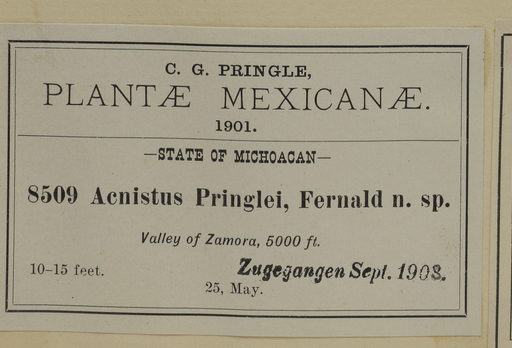 C. G. PRINGLE,
PLANTÆ MEXICANÆ.
1901.
—STATE OF MICHOACAN—
8509 Acnistus Pringlei, Fernald n. sp.
Valley of Zamora, 5000 ft.
10-15 feet.
Zugegangen Sept. 1908.
25, May.